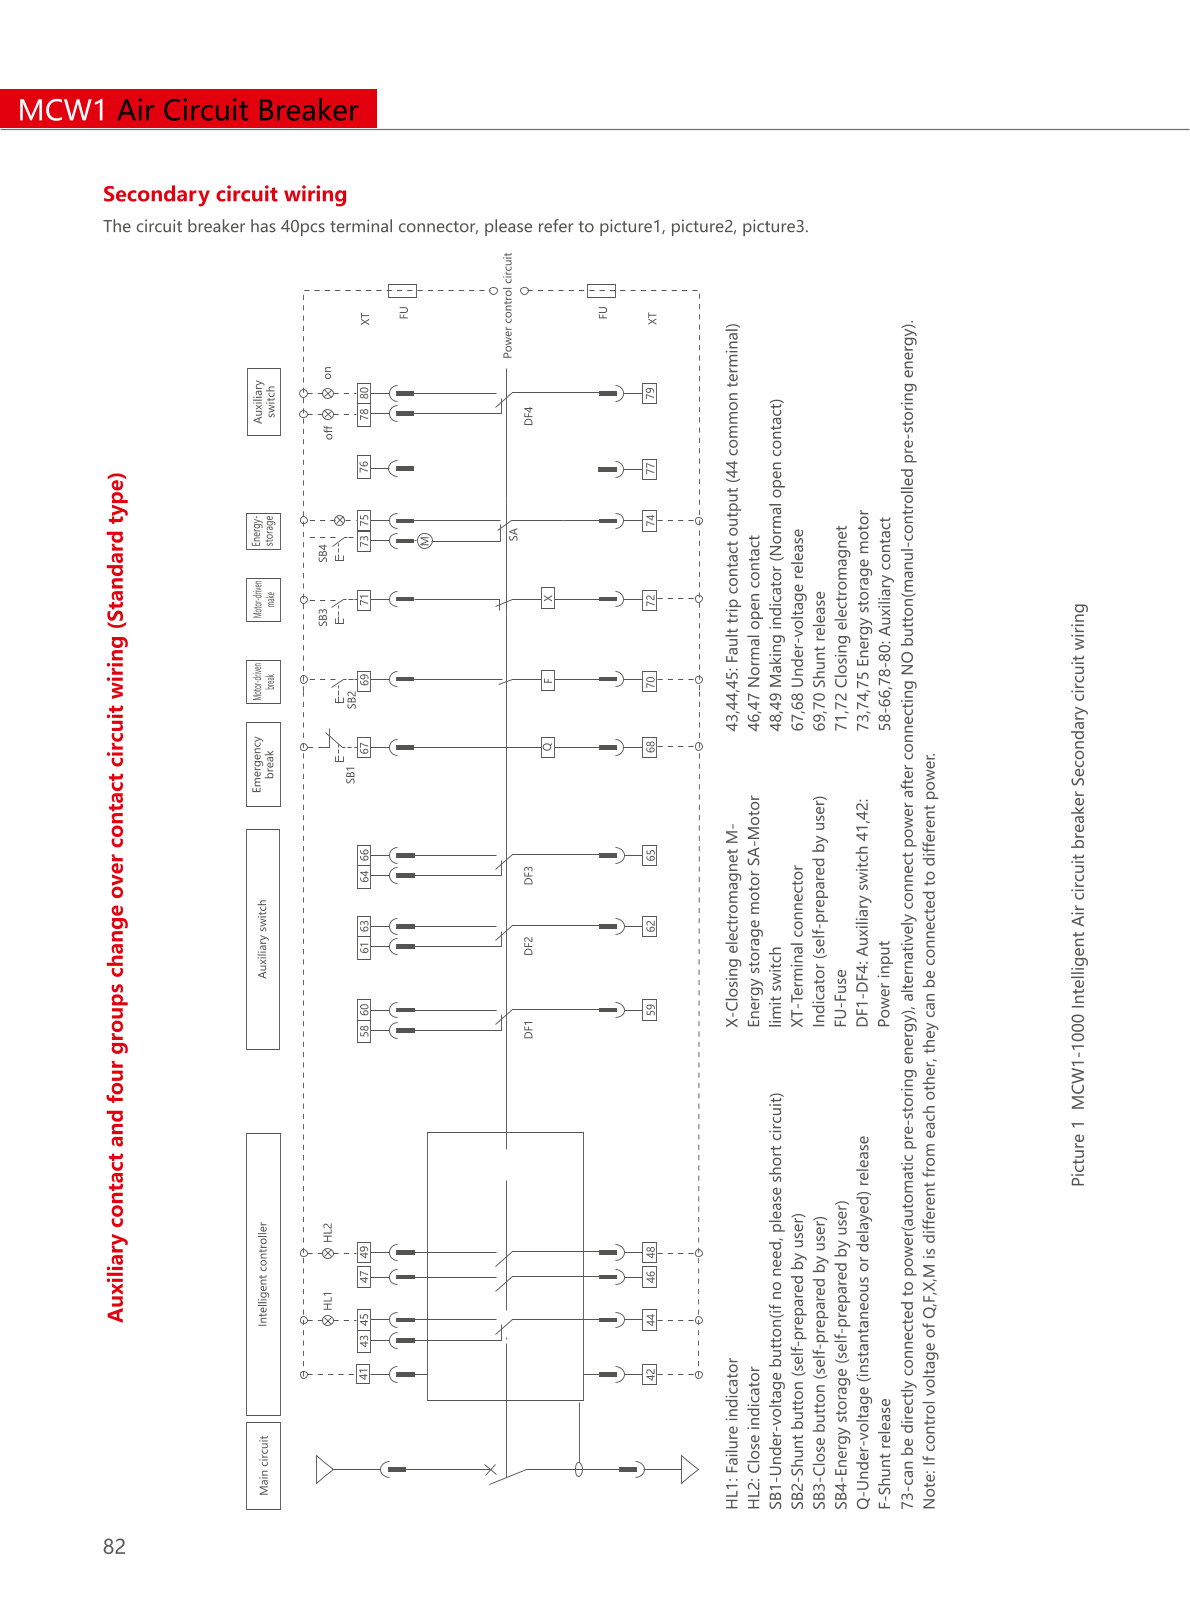 MCW1 Air Circuit Breaker
Secondary circuit wiring
The circuit breaker has 40pcs terminal connector, please refer to picture1, picture2, picture3.
Auxiliary contact and four groups change over contact circuit wiring (Standard type)
Main circuit
Intelligent controller
Auxiliary switch
Emergency
break
Motor-driven
break
Motor-driven
make
Energy-
storage
Auxiliary
switch
HL1
HL2
SB1
SB2
SB3
SB4
off
on
XT
FU
41
43 45
47
49
58 60
61 63
64 66
67
69
71
73 75
76
78 80
M
DF1
DF2
DF3
SA
DF4
Power control circuit
Q
F
X
42
44
46
48
59
62
65
68
70
72
74
77
79
FU
XT
HL1: Failure indicator
HL2: Close indicator
SB1-Under-voltage button(if no need, please short circuit)
SB2-Shunt button (self-prepared by user)
SB3-Close button (self-prepared by user)
SB4-Energy storage (self-prepared by user)
Q-Under-voltage (instantaneous or delayed) release
F-Shunt release
X-Closing electromagnet M-
Energy storage motor SA-Motor
limit switch
XT-Terminal connector
Indicator (self-prepared by user)
FU-Fuse
DF1-DF4: Auxiliary switch 41,42:
Power input
43,44,45: Fault trip contact output (44 common terminal)
46,47 Normal open contact
48,49 Making indicator (Normal open contact)
67,68 Under-voltage release
69,70 Shunt release
71,72 Closing electromagnet
73,74,75 Energy storage motor
58-66,78-80: Auxiliary contact
73-can be directly connected to power(automatic pre-storing energy), alternatively connect power after connecting NO button(manul-controlled pre-storing energy).
Note: If control voltage of Q,F,X,M is different from each other, they can be connected to different power.
Picture 1 MCW1-1000 Intelligent Air circuit breaker Secondary circuit wiring
82